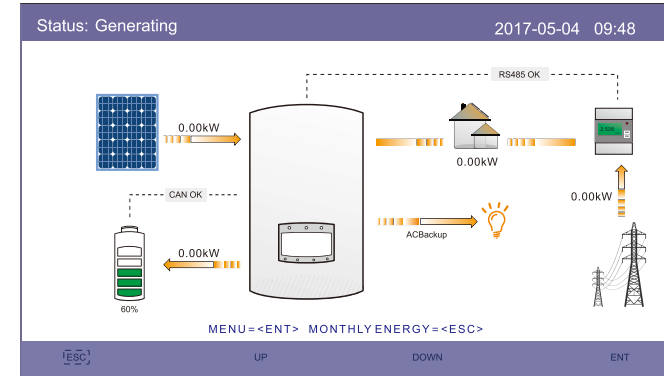 Status: Generating
2017-05-04 09:48
RS485 OK
0.00kW
0.00kW
0.00kW
CAN OK
0.00kW
ACBackup
60%
MENU=<ENT> MONTHLY ENERGY=<ESC>
ESC UP DOWN ENT